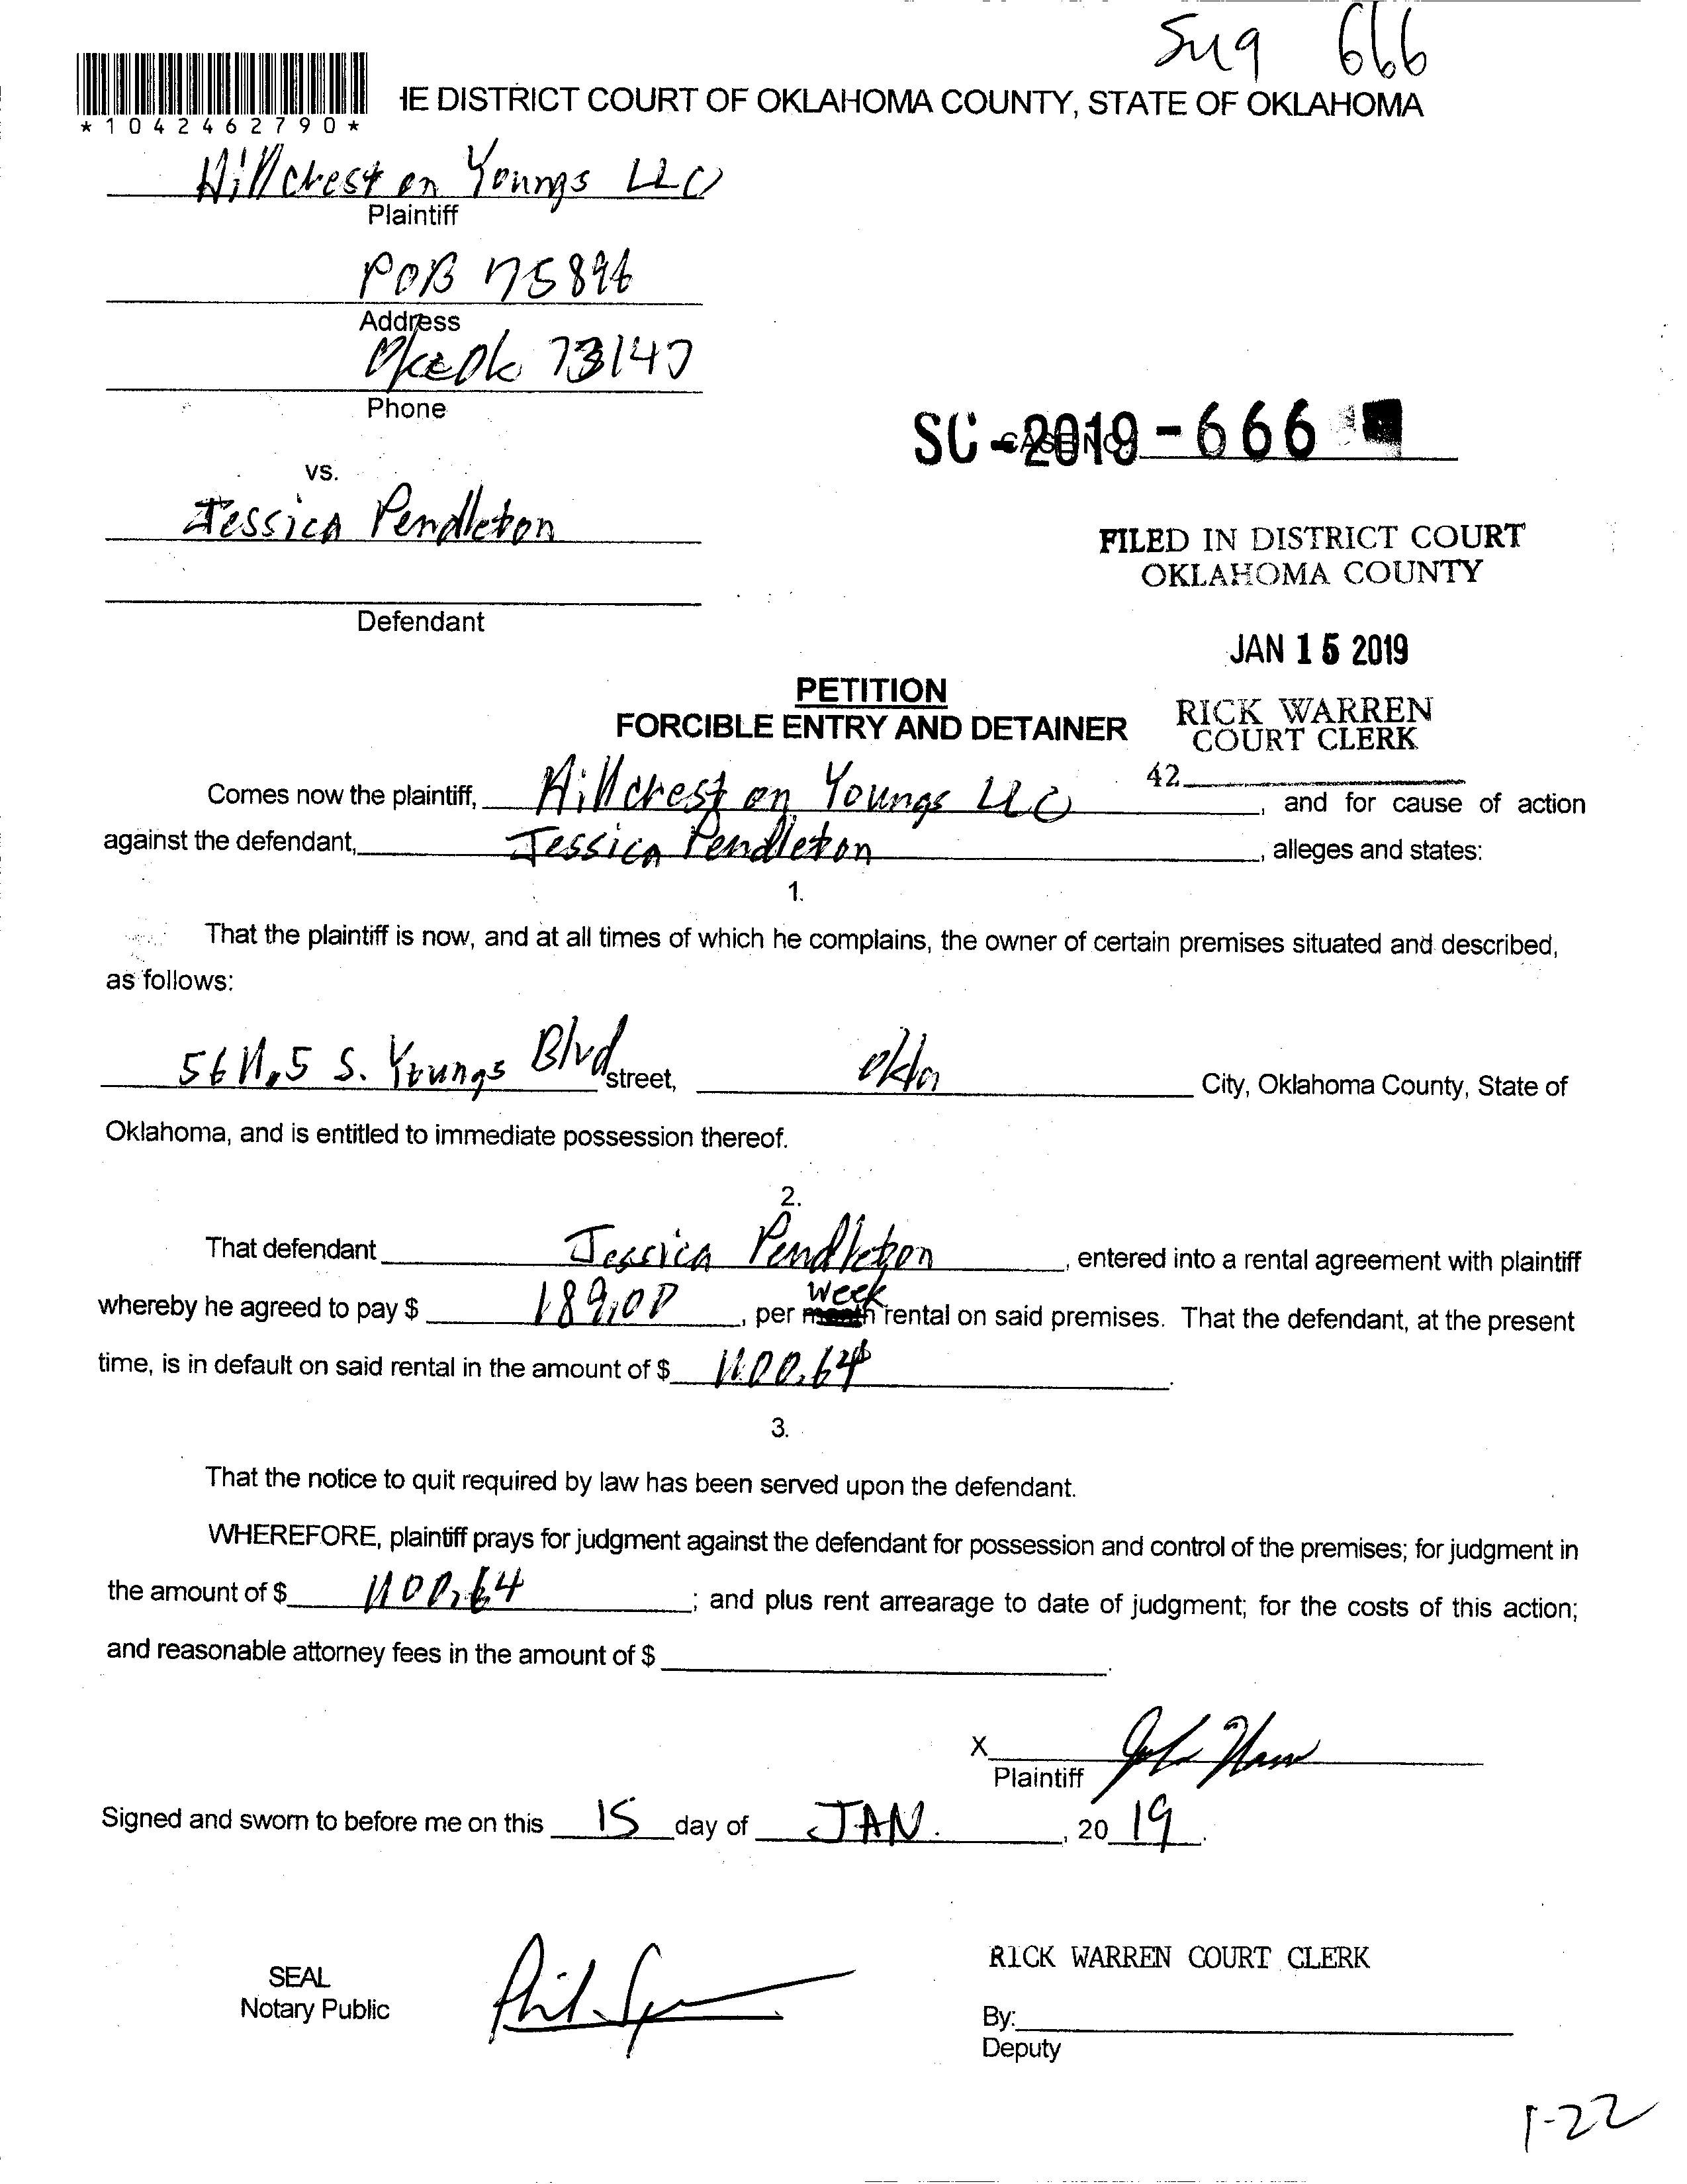 666
*1042462790*
IE DISTRICT COURT OF OKLAHOMA COUNTY, STATE OF OKLAHOMA
Hillcrest on Youngs LLC
Plaintiff
POB 75896
Address
73147
Phone
SC-2019-666
CASE NO.
vs.
Jessica Pendleton
FILED IN DISTRICT COURT
OKLAHOMA COUNTY
Defendant
JAN 15 2019
PETITION
FORCIBLE ENTRY AND DETAINER
RICK WARREN
COURT CLERK
42
Comes now the plaintiff, Hillcrest on Youngs LLC, and for cause of action
against the defendant, Jessica Pendleton, alleges and states:
1.
That the plaintiff is now, and at all times of which he complains, the owner of certain premises situated and described,
as follows:
S. Youngs Blvd street, City, Oklahoma County, State of
Oklahoma, and is entitled to immediate possession thereof.
2.
That defendant Jessica Pendleton, entered into a rental agreement with plaintiff
whereby he agreed to pay $ 189.00, per month Week rental on said premises. That the defendant, at the present
time, is in default on said rental in the amount of $ 1100.64.
3.
That the notice to quit required by law has been served upon the defendant.
WHEREFORE, plaintiff prays for judgment against the defendant for possession and control of the premises; for judgment in
the amount of $ 1100.64; and plus rent arrearage to date of judgment; for the costs of this action;
and reasonable attorney fees in the amount of $.
X
Plaintiff
Signed and sworn to before me on this 15 day of JAN., 20 19.
RICK WARREN COURT CLERK
SEAL
Notary Public
By:
Deputy
1-22